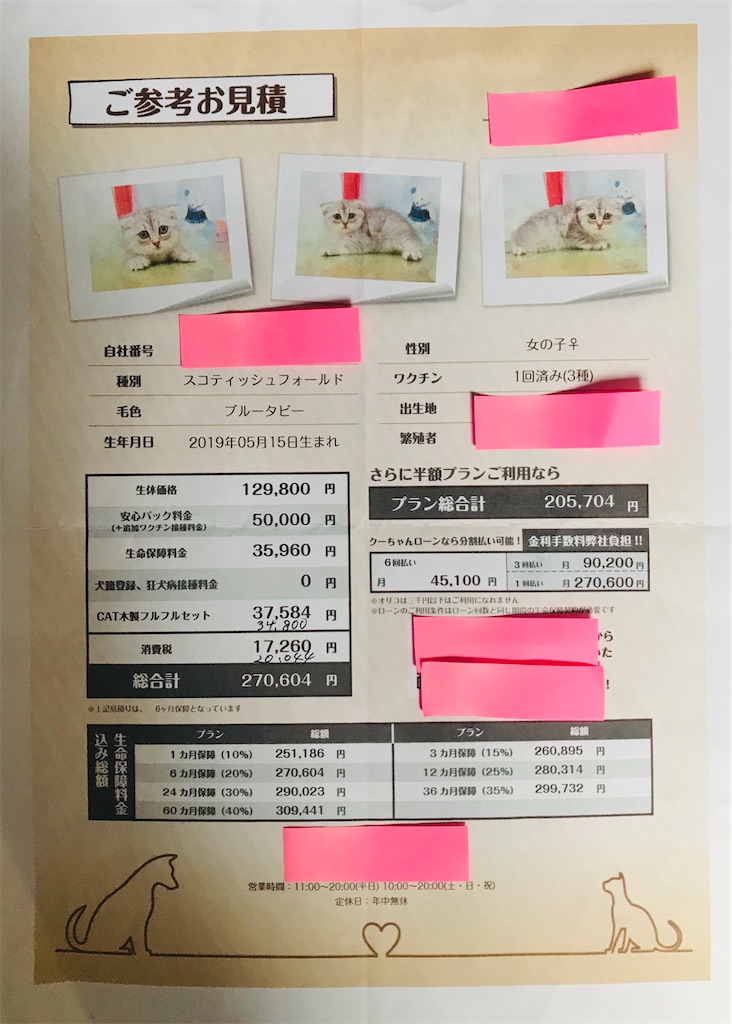 ご参考お見積
自社番号
種別 スコティッシュフォールド
毛色 ブルータビー
生年月日 2019年05月15日生まれ
性別 女の子♀
ワクチン 1回済み(3種)
出生地
繁殖者
生体価格 129,800 円
安心パック料金 50,000 円
(+追加ワクチン接種料金)
生命保障料金 35,960 円
犬籍登録、狂犬病接種料金 0 円
CAT木製フルフルセット 37,584 円
34,800
消費税 17,260 円
20,044
総合計 270,604 円
※上記見積りは、 6ヶ月保障となっています
さらに半額プランご利用なら
プラン総合計 205,704 円
クーちゃんローンなら分割払い可能! 金利手数料弊社負担!!
6回払い
月 45,100 円
3回払い 月 90,200 円
1回払い 月 270,600 円
※オリコは三千円以下はご利用になれません
※ローンのご利用条件はローン回数と同じ期間の生命保障契約が必要です
から
いた
!
生命保障料金込み総額
プラン 総額 プラン 総額
1カ月保障 (10%) 251,186 円 3カ月保障 (15%) 260,895 円
6カ月保障 (20%) 270,604 円 12カ月保障 (25%) 280,314 円
24カ月保障 (30%) 290,023 円 36カ月保障 (35%) 299,732 円
60カ月保障 (40%) 309,441 円
営業時間:11:00~20:00(平日) 10:00~20:00(土・日・祝)
定休日:年中無休